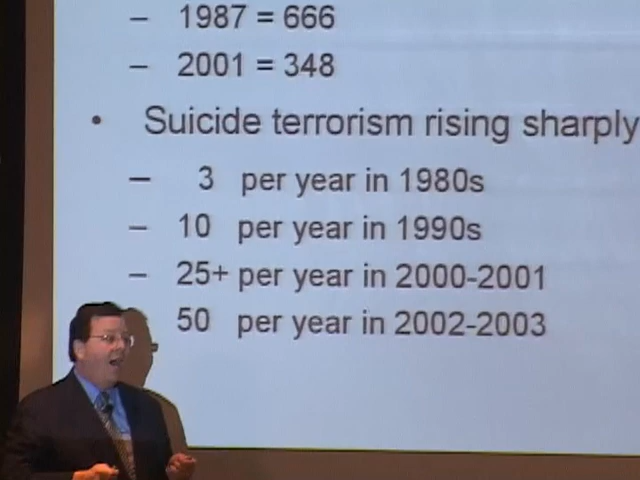 – 1987 = 666
– 2001 = 348
• Suicide terrorism rising sharply
– 3 per year in 1980s
– 10 per year in 1990s
– 25+ per year in 2000-2001
50 per year in 2002-2003